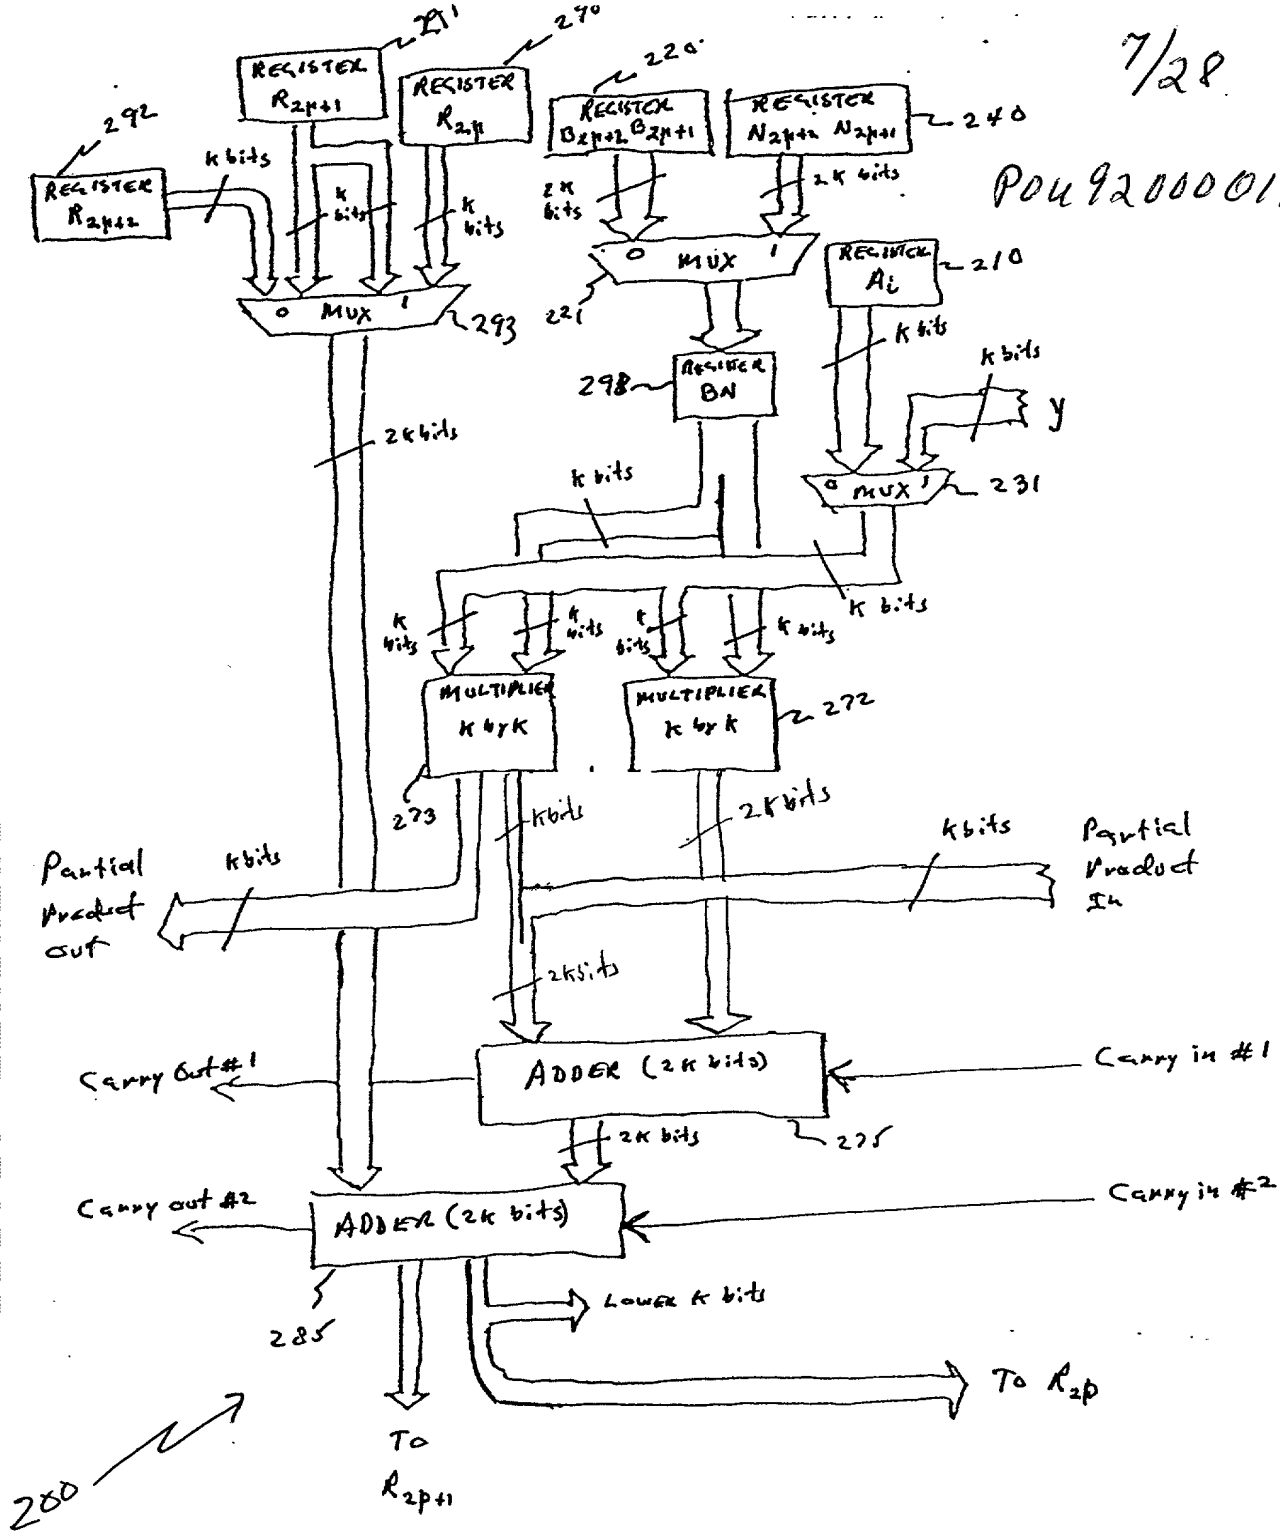 7/28
POU920000001
291
290
220
REGISTER
R2p+1
REGISTER
R2p
REGISTER
B2p+2 B2p+1
REGISTER
N2p+2 N2p+1
240
292
REGISTER
R2p+2
K bits
K bits
K bits
2K bits
2K bits
0 MUX 1
293
0 MUX 1
221
REGISTER
Ai
210
K bits
K bits
y
REGISTER
BN
298
2K bits
0 MUX 1
231
K bits
K bits
K bits
K bits
K bits
K bits
MULTIPLIER
K by K
273
MULTIPLIER
K by K
272
K bits
2K bits
Partial
Product
out
K bits
K bits
Partial
Product
In
2K bits
Carry Out #1
ADDER (2K bits)
Carry in #1
275
2K bits
Carry out #2
ADDER (2K bits)
Carry in #2
285
LOWER K bits
To R2p
To
R2p+1
200